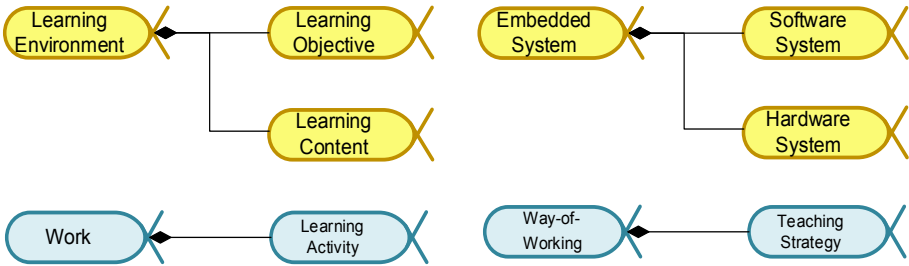 Learning
Environment
Learning
Objective
Learning
Content
Embedded
System
Software
System
Hardware
System
Work
Learning
Activity
Way-of-
Working
Teaching
Strategy